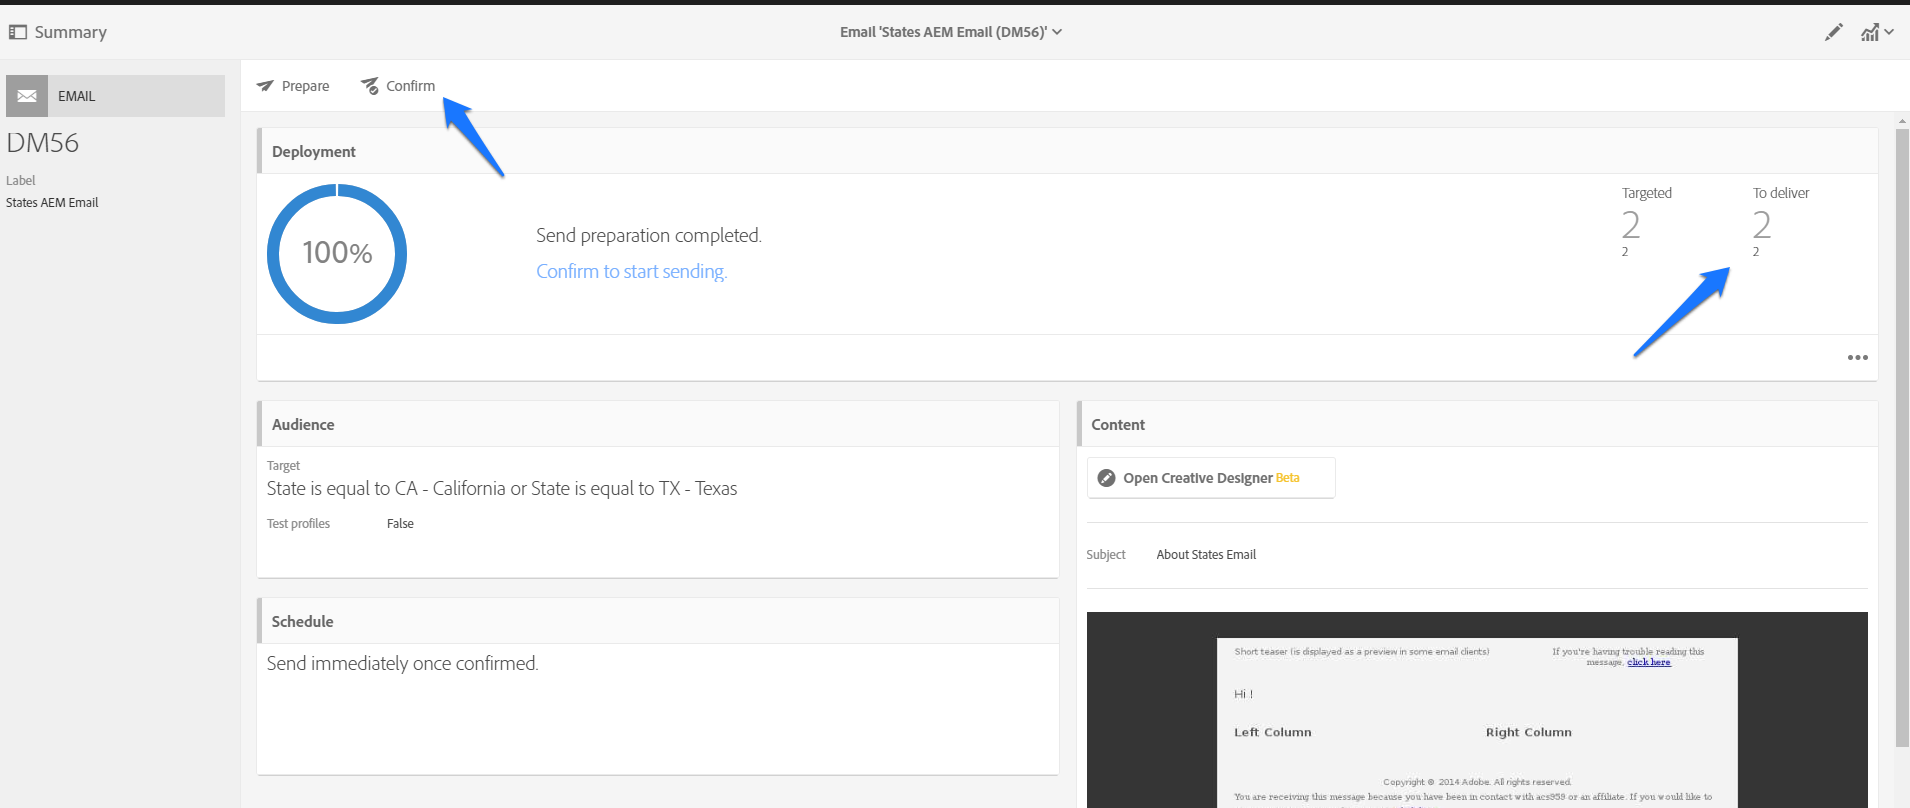 Summary
Email 'States AEM Email (DM56)'
EMAIL
DM56
Label
States AEM Email
Prepare
Confirm
Deployment
100%
Send preparation completed.
Confirm to start sending.
Targeted
2
2
To deliver
2
2
Audience
Target
State is equal to CA - California or State is equal to TX - Texas
Test profiles False
Schedule
Send immediately once confirmed.
Content
Open Creative Designer Beta
Subject About States Email
Short teaser (is displayed as a preview in some email clients)
If you're having trouble reading this
message, click here
Hi !
Left Column
Right Column
Copyright © 2014 Adobe. All rights reserved.
You are receiving this message because you have been in contact with acs959 or an affiliate. If you would like to